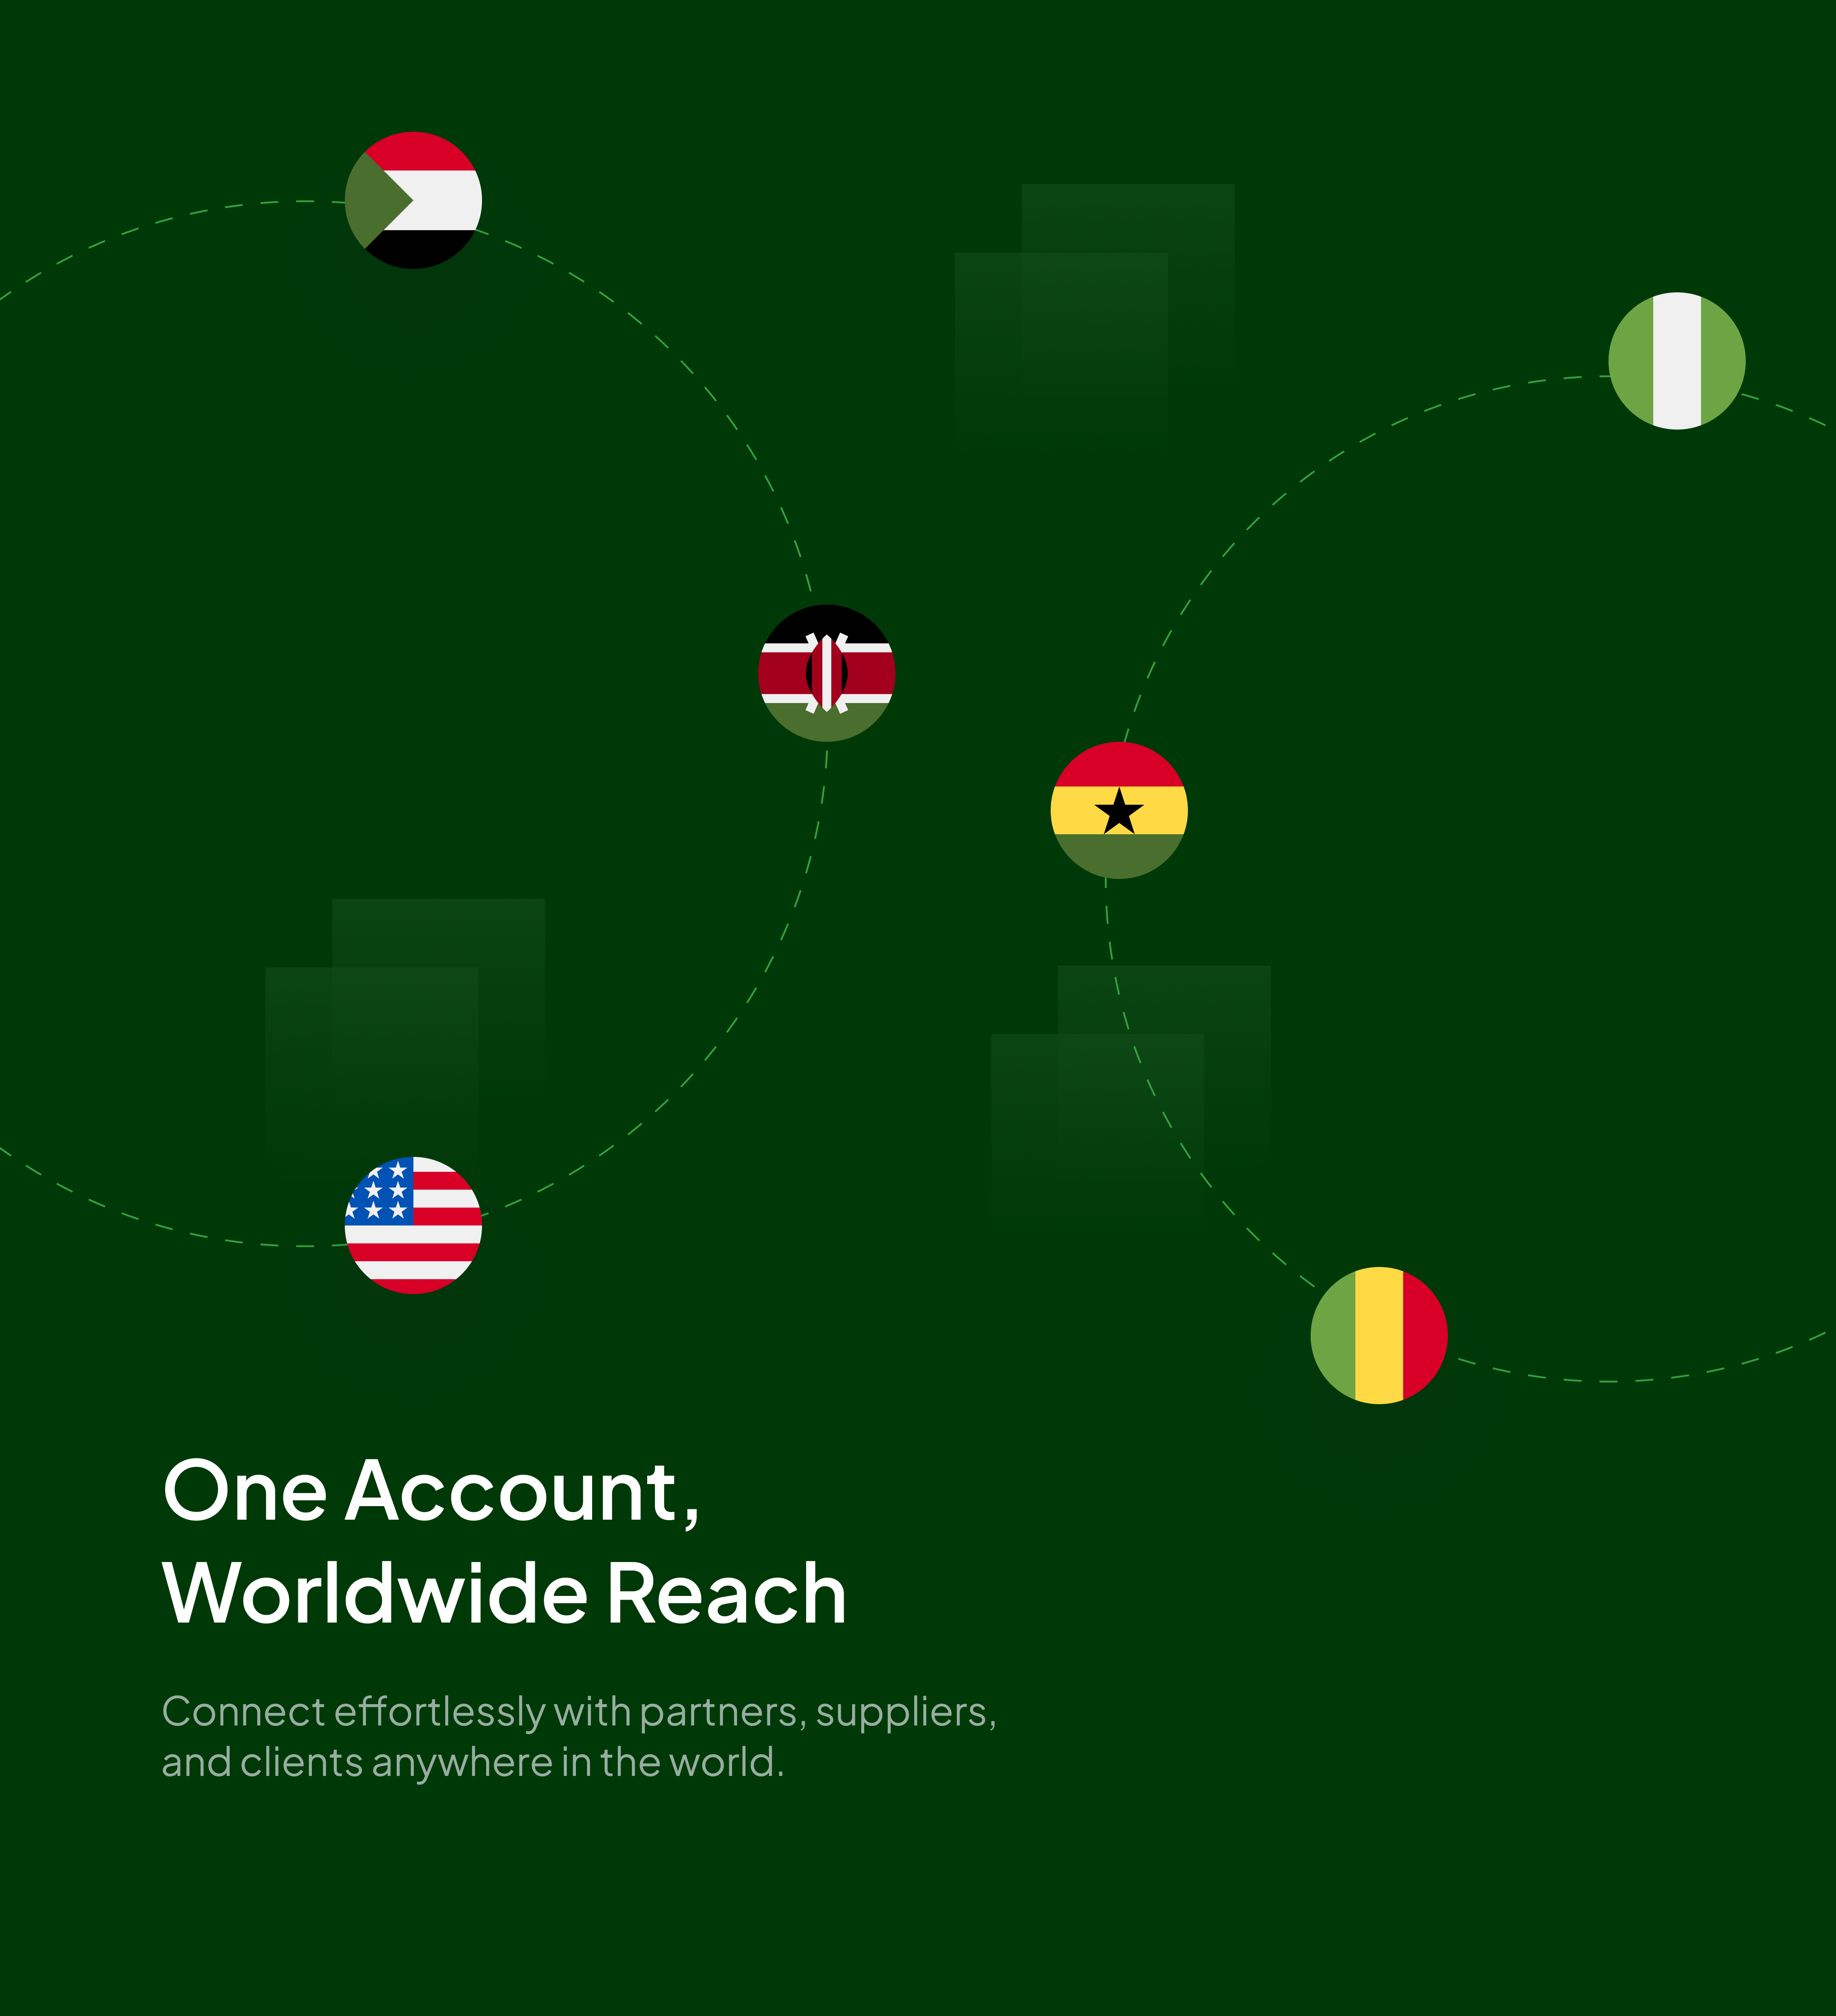 One Account,
Worldwide Reach
Connect effortlessly with partners, suppliers,
and clients anywhere in the world.